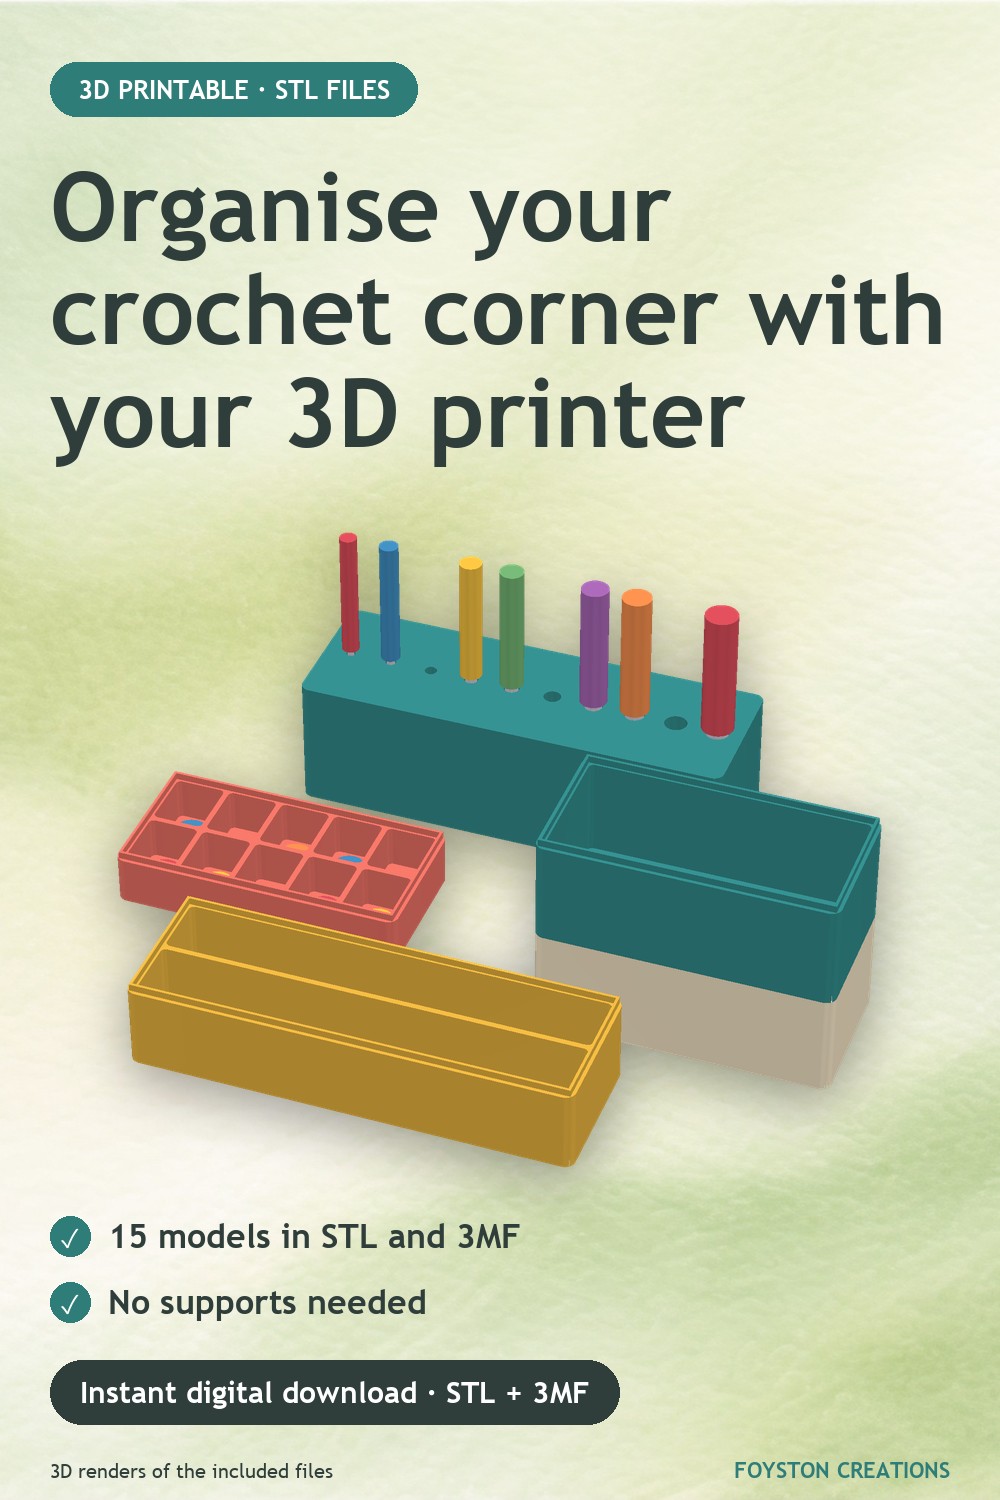 3D PRINTABLE · STL FILES
Organise your
crochet corner with
your 3D printer
✓ 15 models in STL and 3MF
✓ No supports needed
Instant digital download · STL + 3MF
3D renders of the included files
FOYSTON CREATIONS